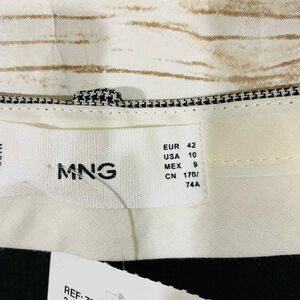 MNG
EUR 42
USA 10
MEX 9
CN 170/
74A